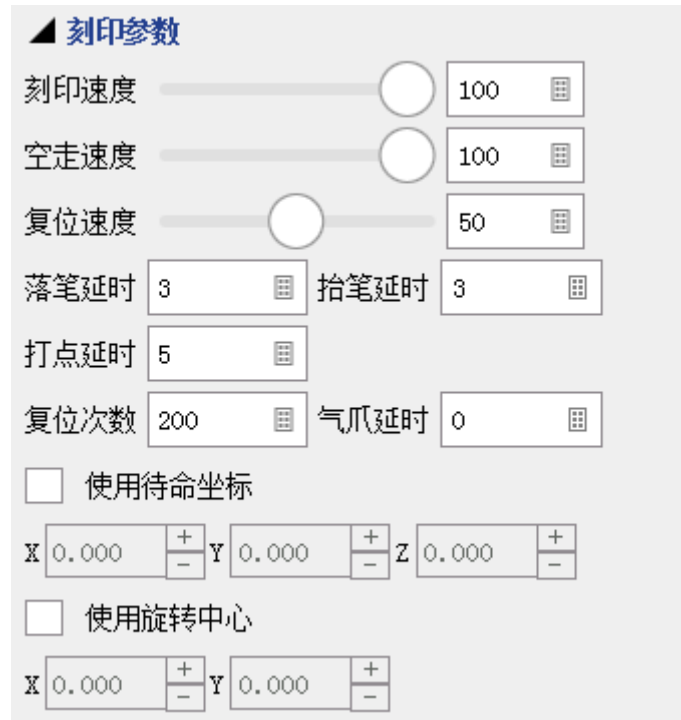 刻印参数
刻印速度 100
空走速度 100
复位速度 50
落笔延时 3 抬笔延时 3
打点延时 5
复位次数 200 气爪延时 0
使用待命坐标
X 0.000 + - Y 0.000 + - Z 0.000 + -
使用旋转中心
X 0.000 + - Y 0.000 + -